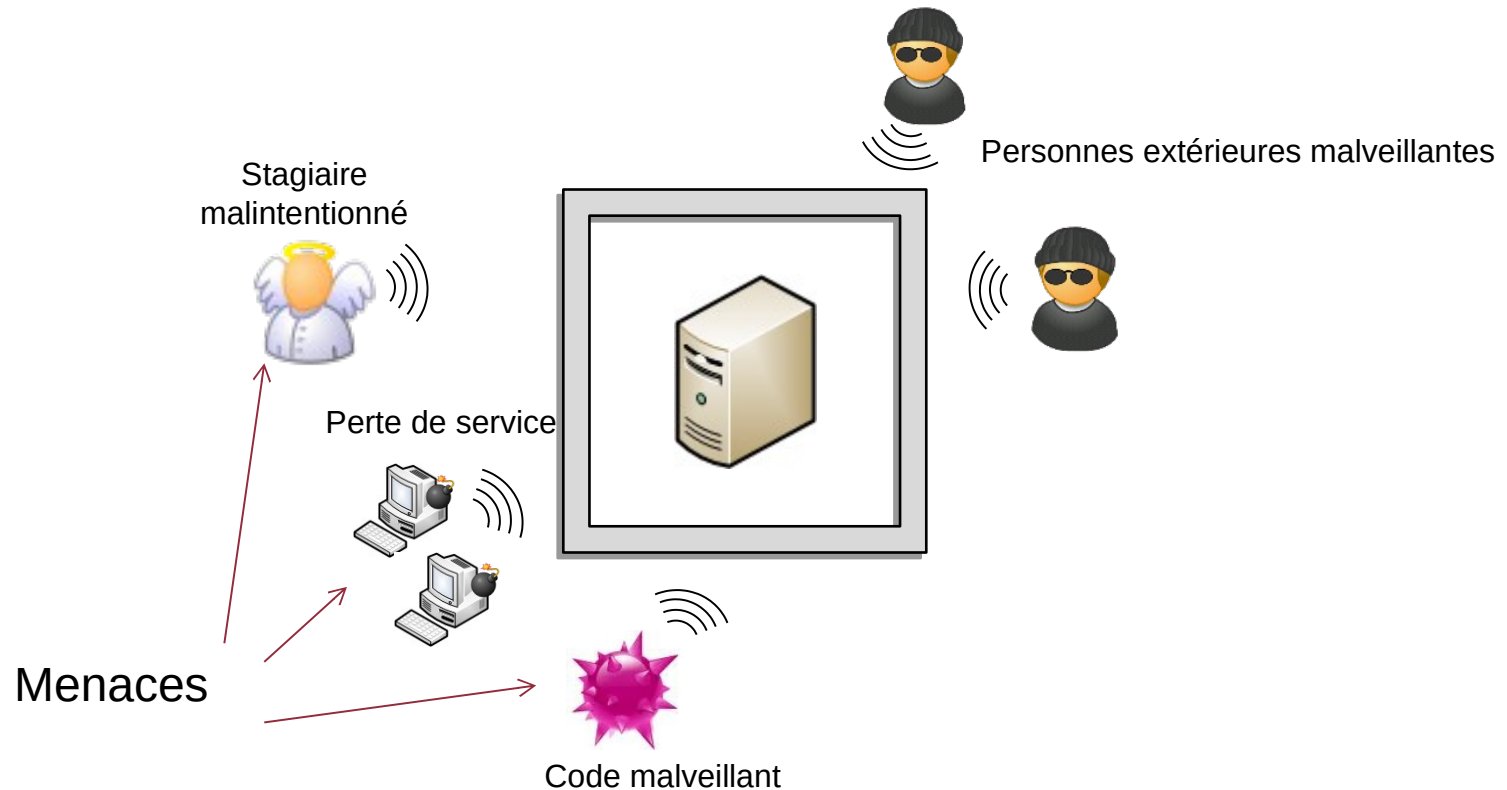 Personnes extérieures malveillantes
Stagiaire
malintentionné
Perte de service
Menaces
Code malveillant